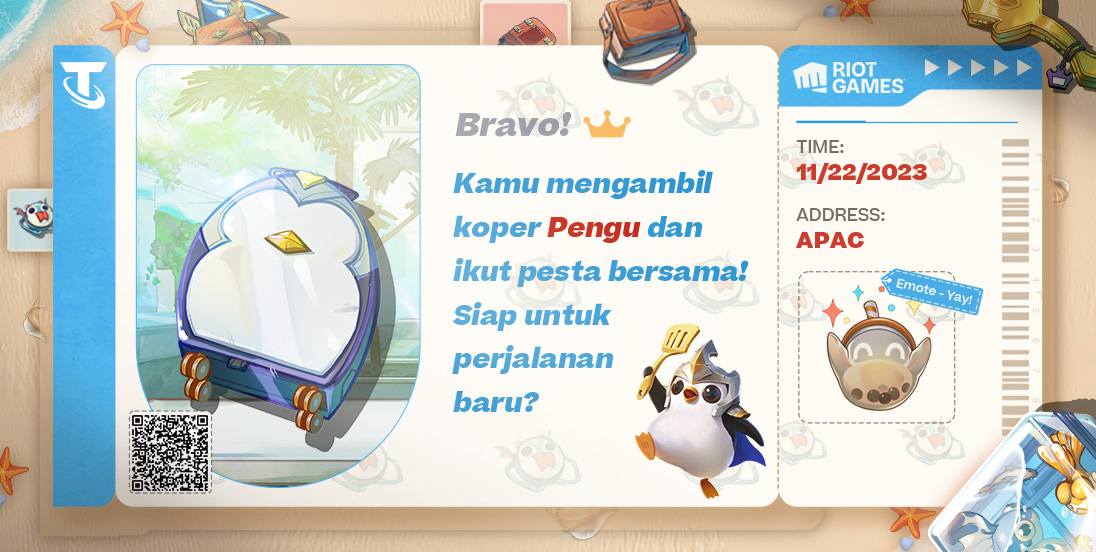 Bravo!
Kamu mengambil
koper Pengu dan
ikut pesta bersama!
Siap untuk
perjalanan
baru?
RIOT
GAMES
TIME:
11/22/2023
ADDRESS:
APAC
Emote - Yay!